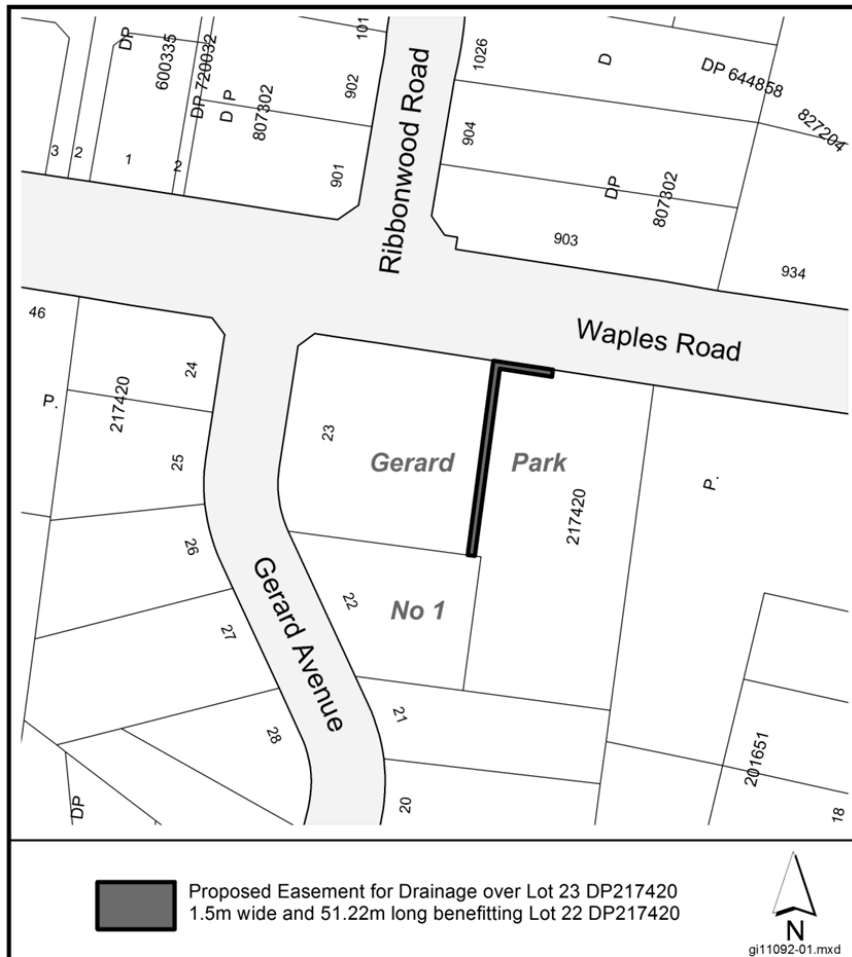 DP
600335
DP 720032
D P
807302
101
902
901
3
2
1
2
Ribbonwood Road
1026
904
D
DP 644858
827204
DP
807302
903
934
Waples Road
46
P.
24
217420
25
23
Gerard Park
217420
P.
26
22
No 1
27
Gerard Avenue
28
21
20
DP
201651
18
Proposed Easement for Drainage over Lot 23 DP217420
1.5m wide and 51.22m long benefitting Lot 22 DP217420
N
gi11092-01.mxd